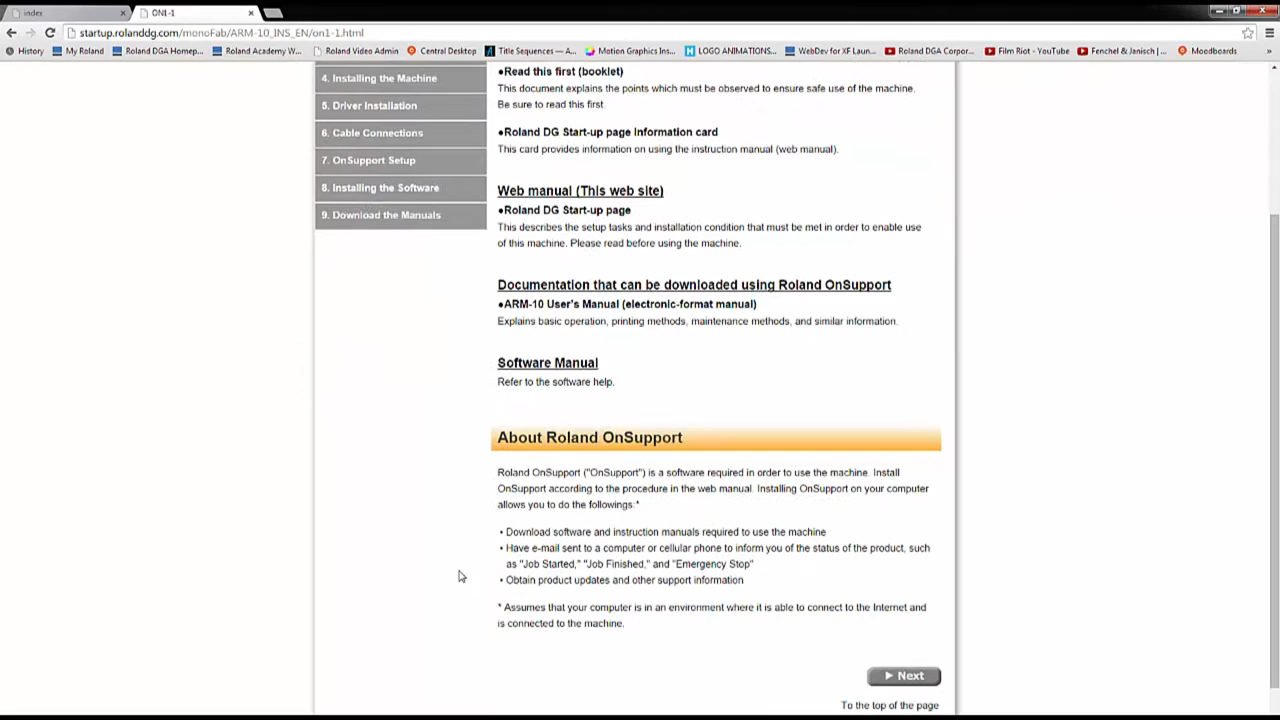 index
ON1-1
startup.rolanddg.com/monoFab/ARM-10_INS_EN/on1-1.html
History
My Roland
Roland DGA Homep...
Roland Academy W...
Roland Video Admin
Central Desktop
Title Sequences — A...
Motion Graphics Ins...
LOGO ANIMATIONS...
WebDev for XF Laun...
Roland DGA Corpor...
Film Riot - YouTube
Fenchel & Janisch | ...
Moodboards
»
4. Installing the Machine
5. Driver Installation
6. Cable Connections
7. OnSupport Setup
8. Installing the Software
9. Download the Manuals
●Read this first (booklet)
This document explains the points which must be observed to ensure safe use of the machine.
Be sure to read this first.
●Roland DG Start-up page Information card
This card provides information on using the instruction manual (web manual).
Web manual (This web site)
●Roland DG Start-up page
This describes the setup tasks and installation condition that must be met in order to enable use
of this machine. Please read before using the machine.
Documentation that can be downloaded using Roland OnSupport
●ARM-10 User's Manual (electronic-format manual)
Explains basic operation, printing methods, maintenance methods, and similar information.
Software Manual
Refer to the software help.
About Roland OnSupport
Roland OnSupport ("OnSupport") is a software required in order to use the machine. Install
OnSupport according to the procedure in the web manual. Installing OnSupport on your computer
allows you to do the followings:*
• Download software and instruction manuals required to use the machine
• Have e-mail sent to a computer or cellular phone to inform you of the status of the product, such
as "Job Started," "Job Finished," and "Emergency Stop"
• Obtain product updates and other support information
* Assumes that your computer is in an environment where it is able to connect to the Internet and
is connected to the machine.
Next
To the top of the page